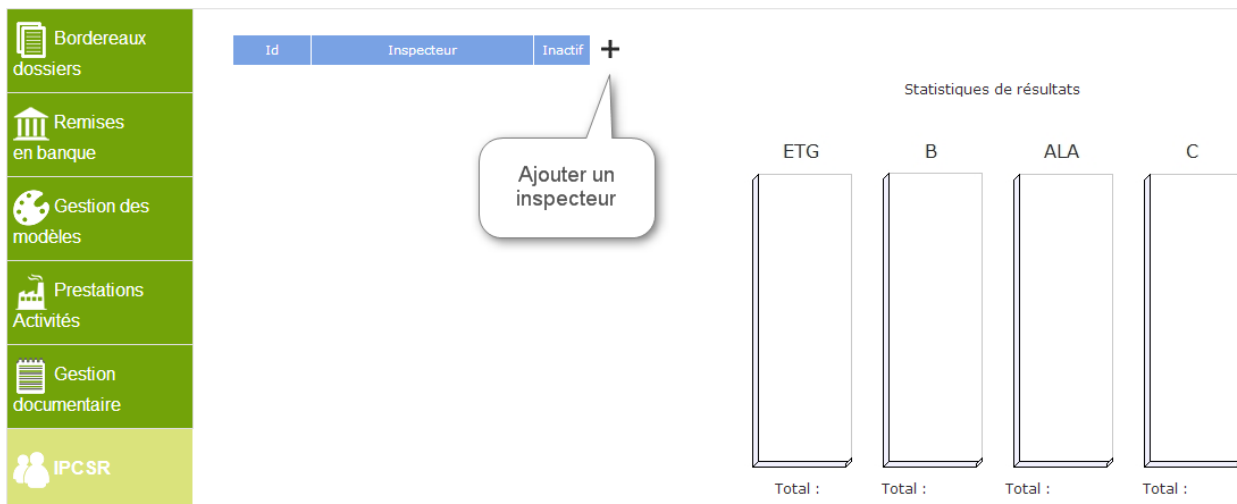 Bordereaux
dossiers
Remises
en banque
Gestion des
modèles
Prestations
Activités
Gestion
documentaire
IPCSR
Id Inspecteur Inactif
Ajouter un
inspecteur
Statistiques de résultats
ETG B ALA C
Total : Total : Total : Total :